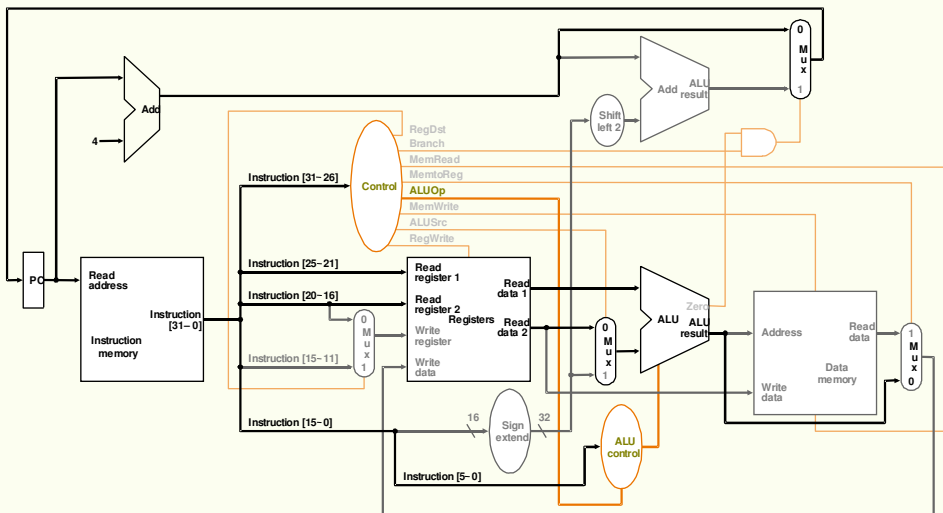 0
M
u
x
1
Add
ALU
result
Add
4
Shift
left 2
RegDst
Branch
MemRead
MemtoReg
ALUOp
MemWrite
ALUSrc
RegWrite
Control
Instruction [31–26]
Instruction [25–21]
Instruction [20–16]
Instruction [15–11]
Instruction [15–0]
Instruction [5–0]
PC
Read
address
Instruction
[31–0]
Instruction
memory
0
M
u
x
1
Read
register 1
Read
register 2
Write
register
Write
data
Registers
Read
data 1
Read
data 2
0
M
u
x
1
Zero
ALU
ALU
result
Address
Write
data
Read
data
Data
memory
1
M
u
x
0
16
Sign
extend
32
ALU
control